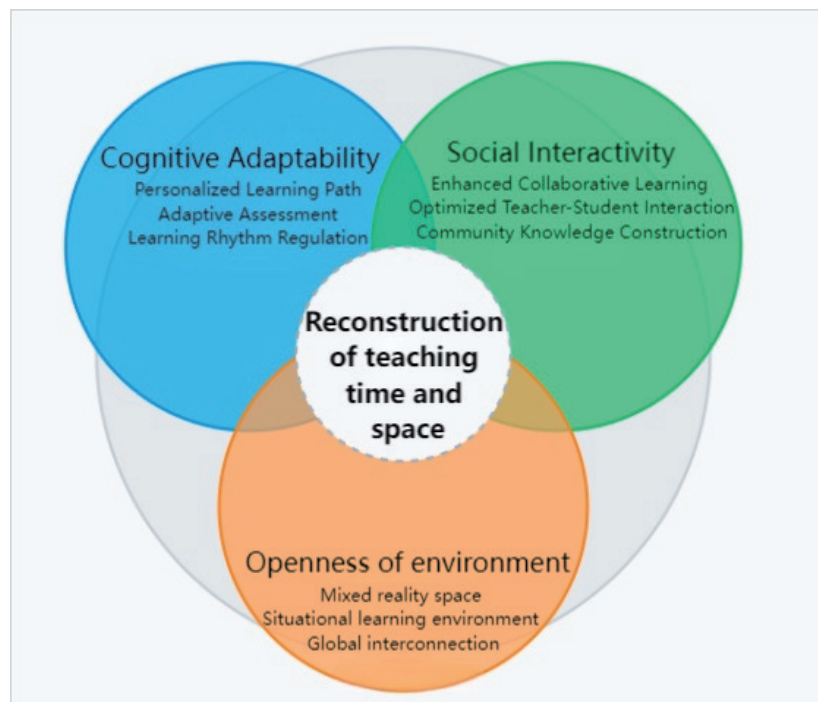 Cognitive Adaptability
Personalized Learning Path
Adaptive Assessment
Learning Rhythm Regulation
Social Interactivity
Enhanced Collaborative Learning
Optimized Teacher-Student Interaction
Community Knowledge Construction
Reconstruction
of teaching
time and
space
Openness of environment
Mixed reality space
Situational learning environment
Global interconnection